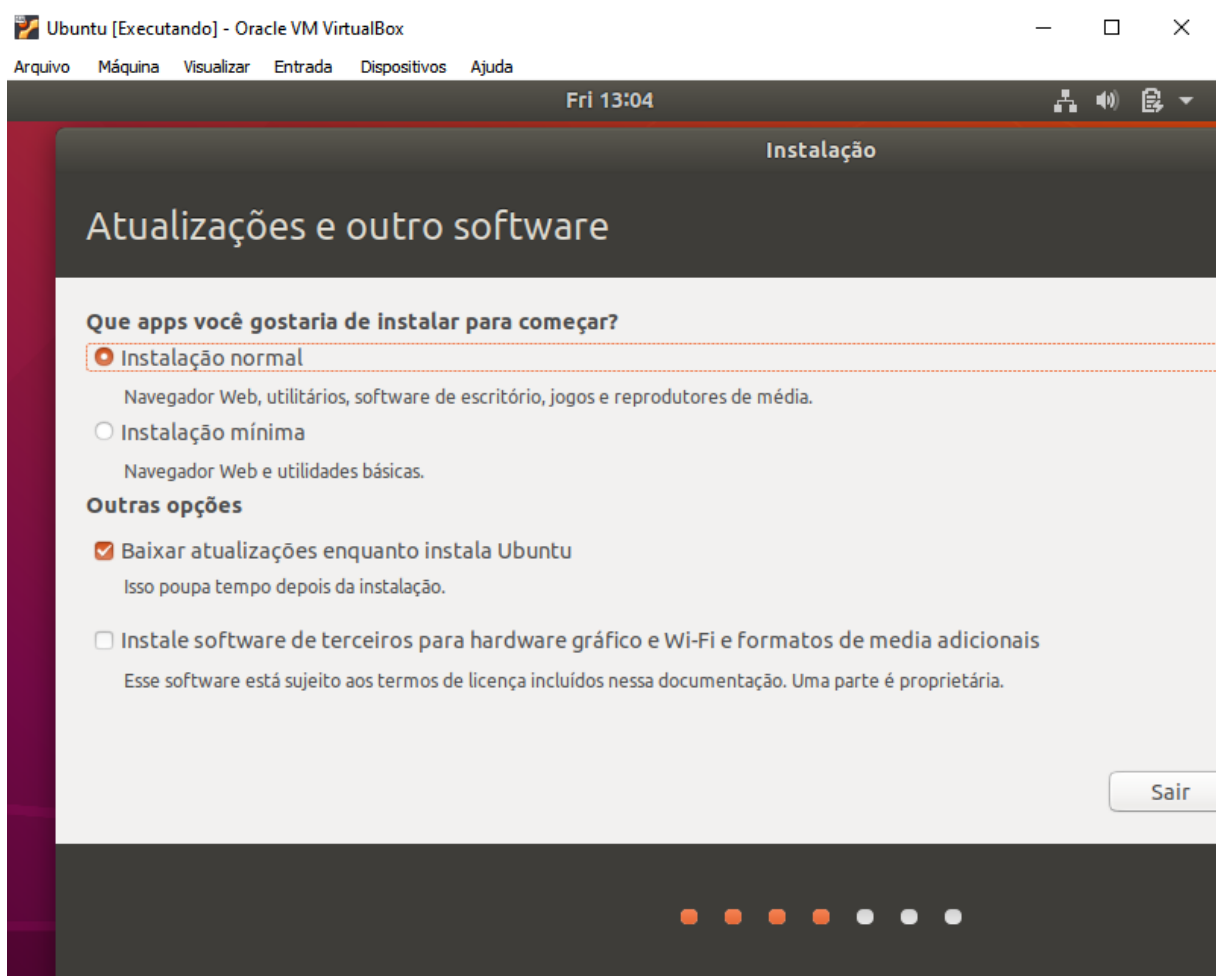 Ubuntu [Executando] - Oracle VM VirtualBox
Arquivo Máquina Visualizar Entrada Dispositivos Ajuda
Fri 13:04
Instalação
Atualizações e outro software
Que apps você gostaria de instalar para começar?
Instalação normal
Navegador Web, utilitários, software de escritório, jogos e reprodutores de média.
Instalação mínima
Navegador Web e utilidades básicas.
Outras opções
Baixar atualizações enquanto instala Ubuntu
Isso poupa tempo depois da instalação.
Instale software de terceiros para hardware gráfico e Wi-Fi e formatos de media adicionais
Esse software está sujeito aos termos de licença incluídos nessa documentação. Uma parte é proprietária.
Sair